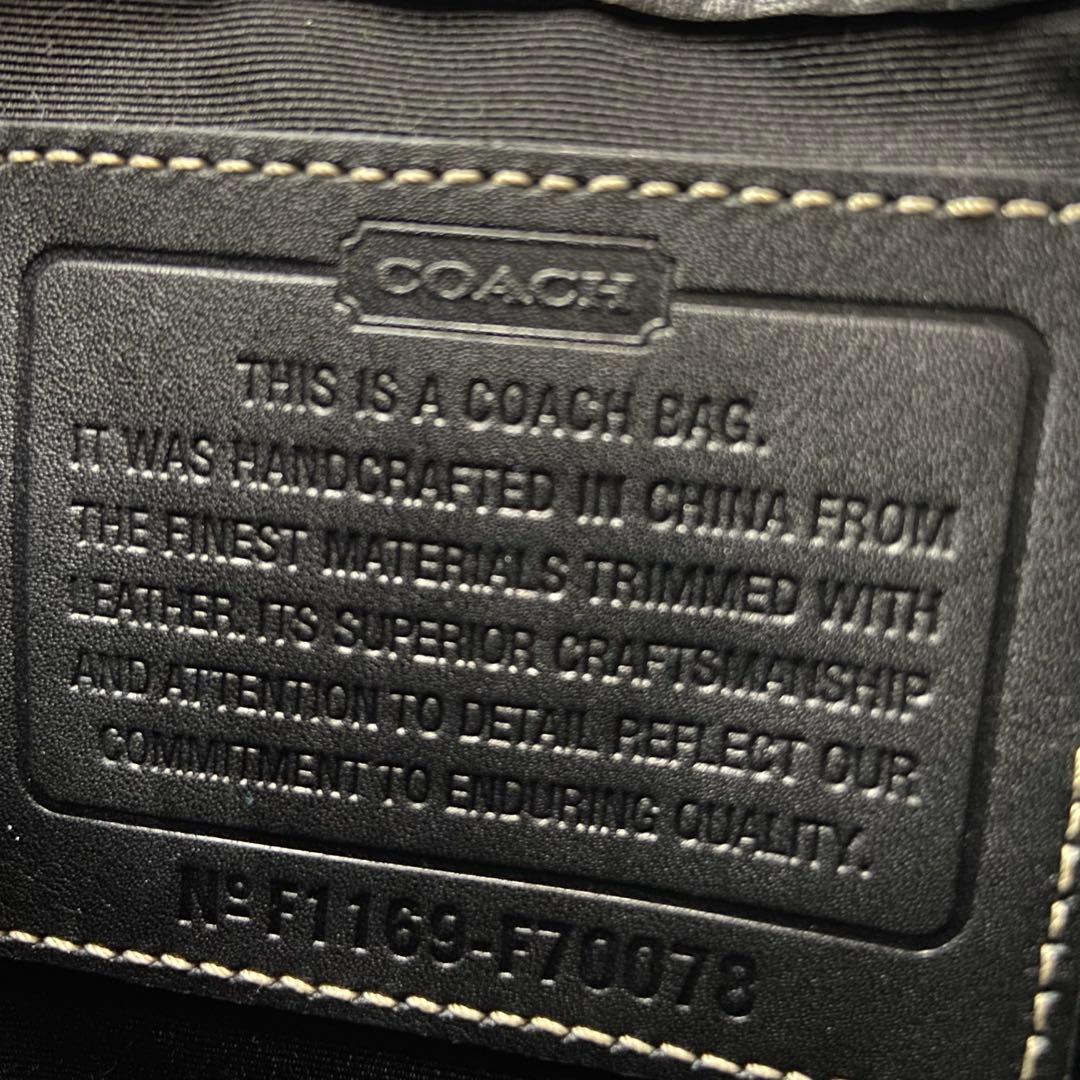 COACH
THIS IS A COACH BAG.
IT WAS HANDCRAFTED IN CHINA FROM
THE FINEST MATERIALS TRIMMED WITH
LEATHER. ITS SUPERIOR CRAFTSMANSHIP
AND ATTENTION TO DETAIL REFLECT OUR
COMMITMENT TO ENDURING QUALITY.
Nº F1169-F70078